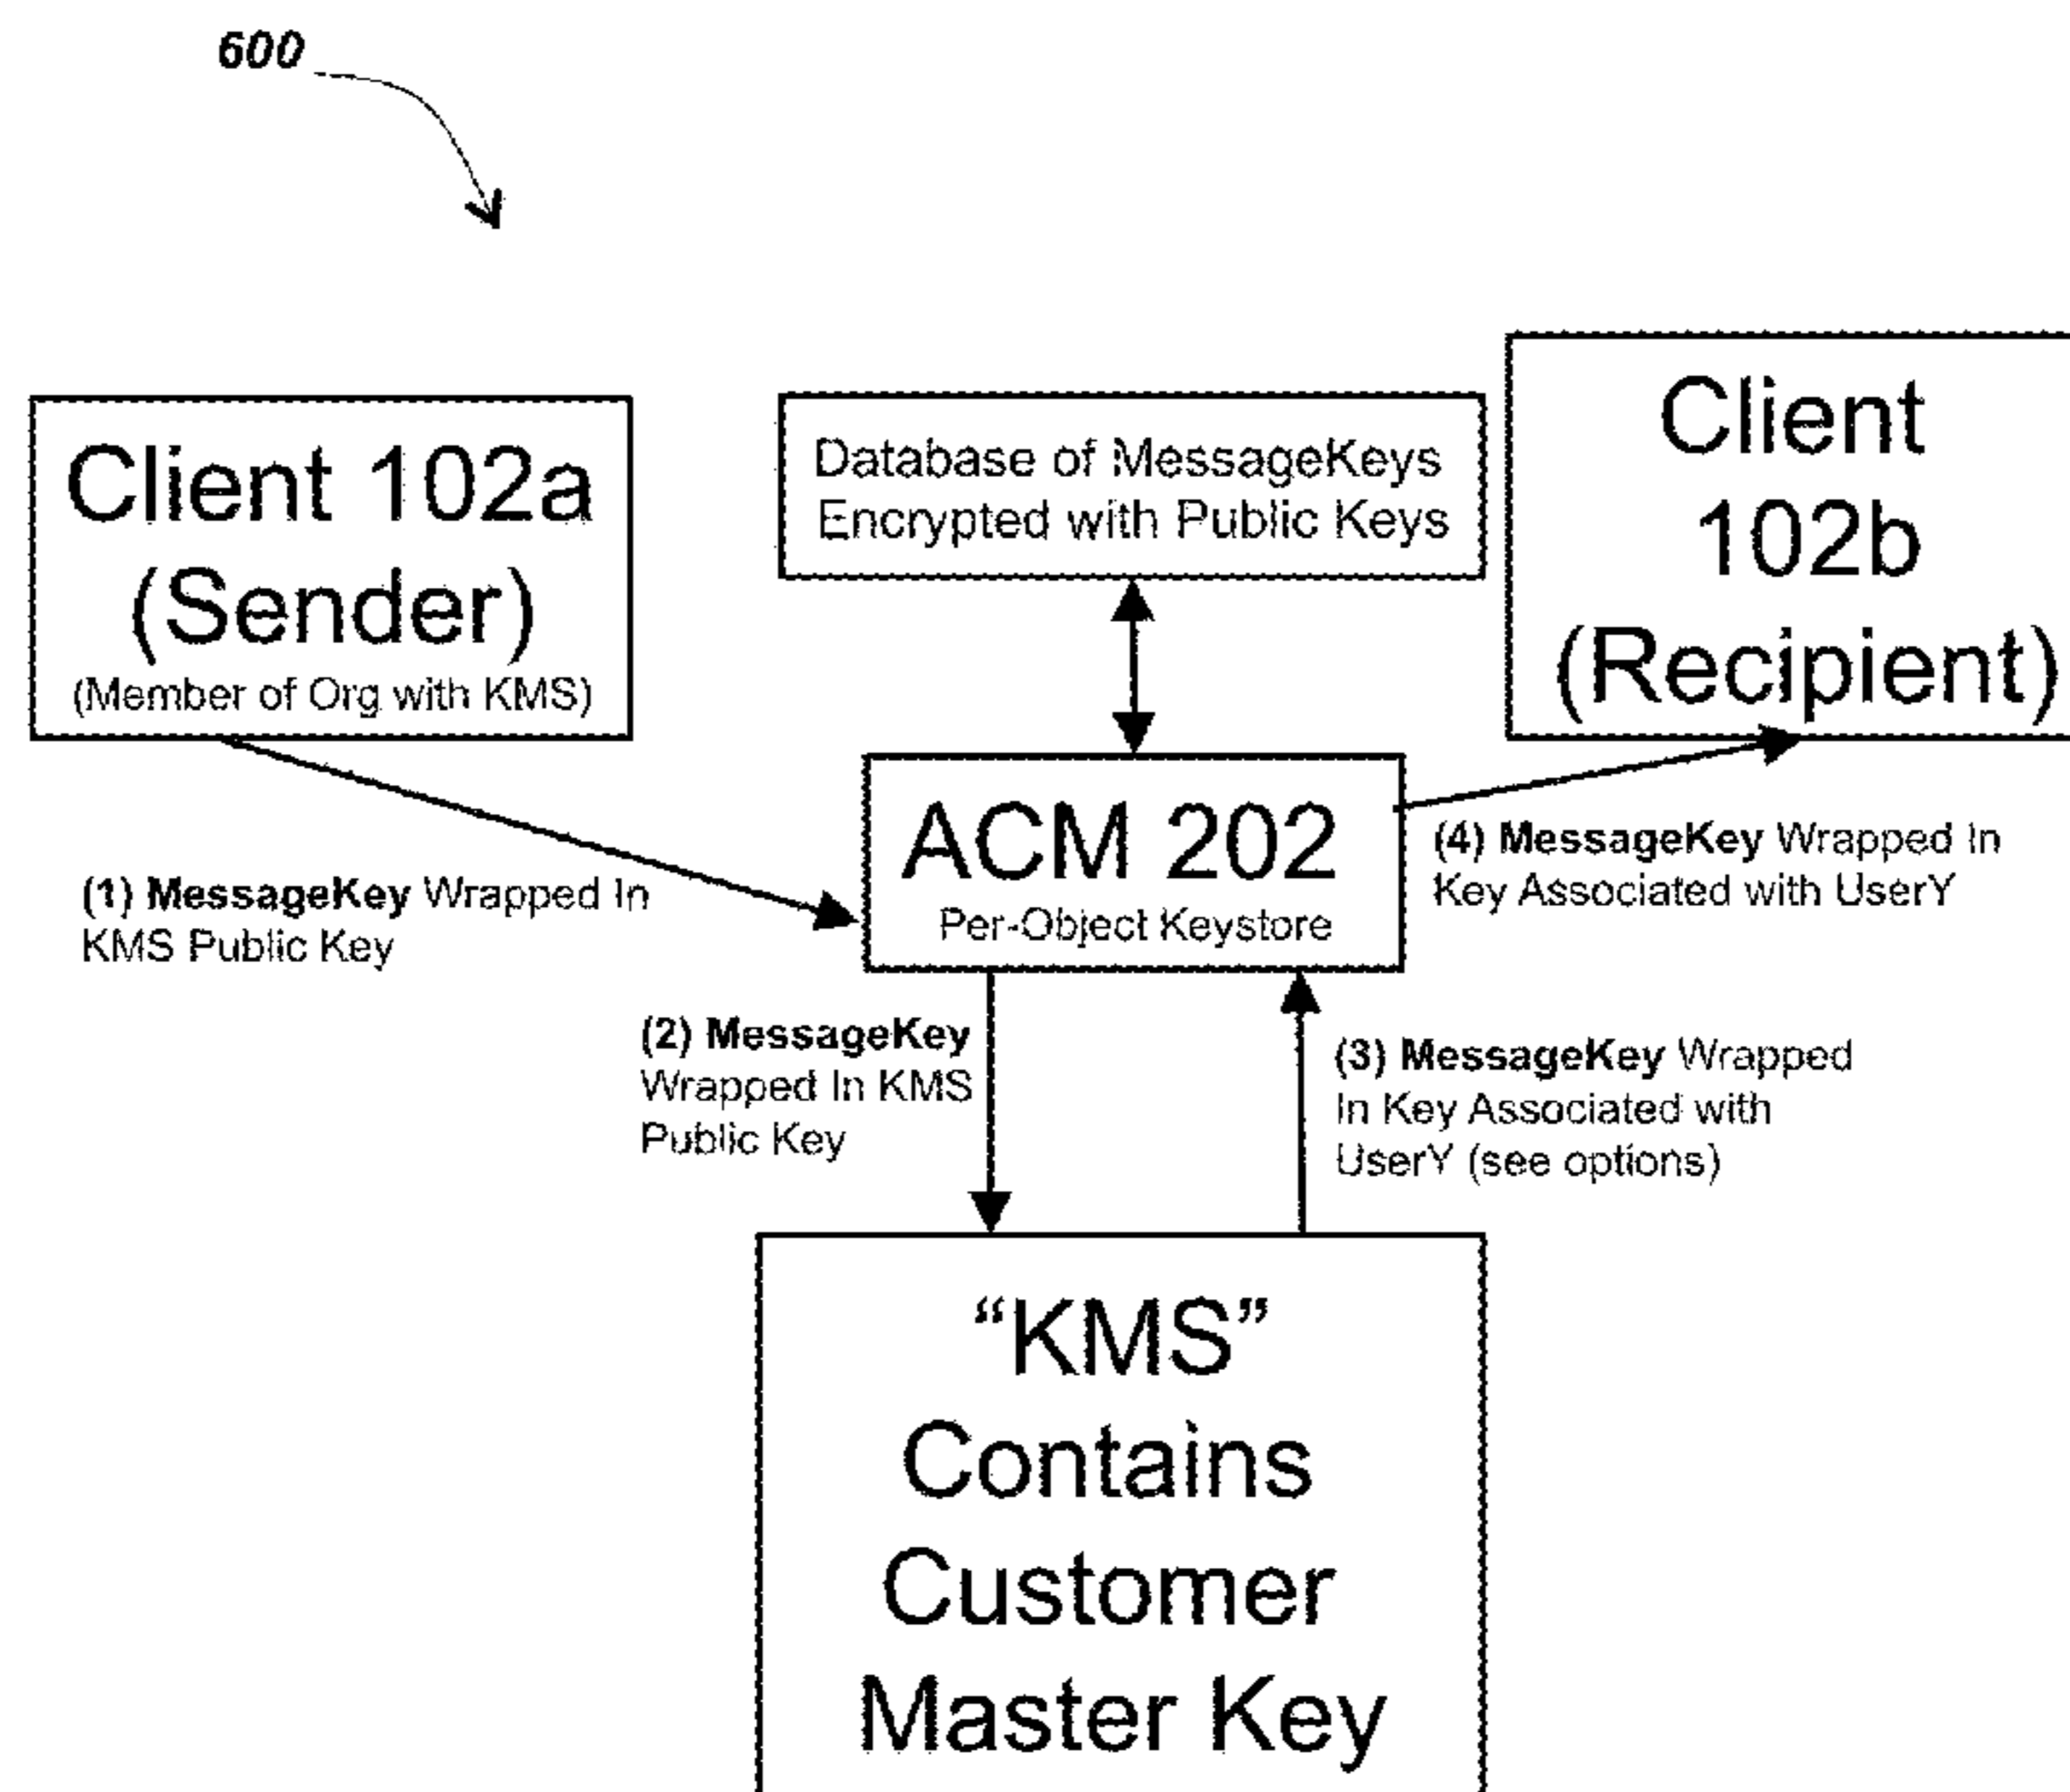 600
Client 102a
(Sender)
(Member of Org with KMS)
Database of MessageKeys
Encrypted with Public Keys
Client
102b
(Recipient)
ACM 202
Per-Object Keystore
(1) MessageKey Wrapped In
KMS Public Key
(2) MessageKey
Wrapped In KMS
Public Key
(3) MessageKey Wrapped
In Key Associated with
UserY (see options)
(4) MessageKey Wrapped In
Key Associated with UserY
“KMS”
Contains
Customer
Master Key